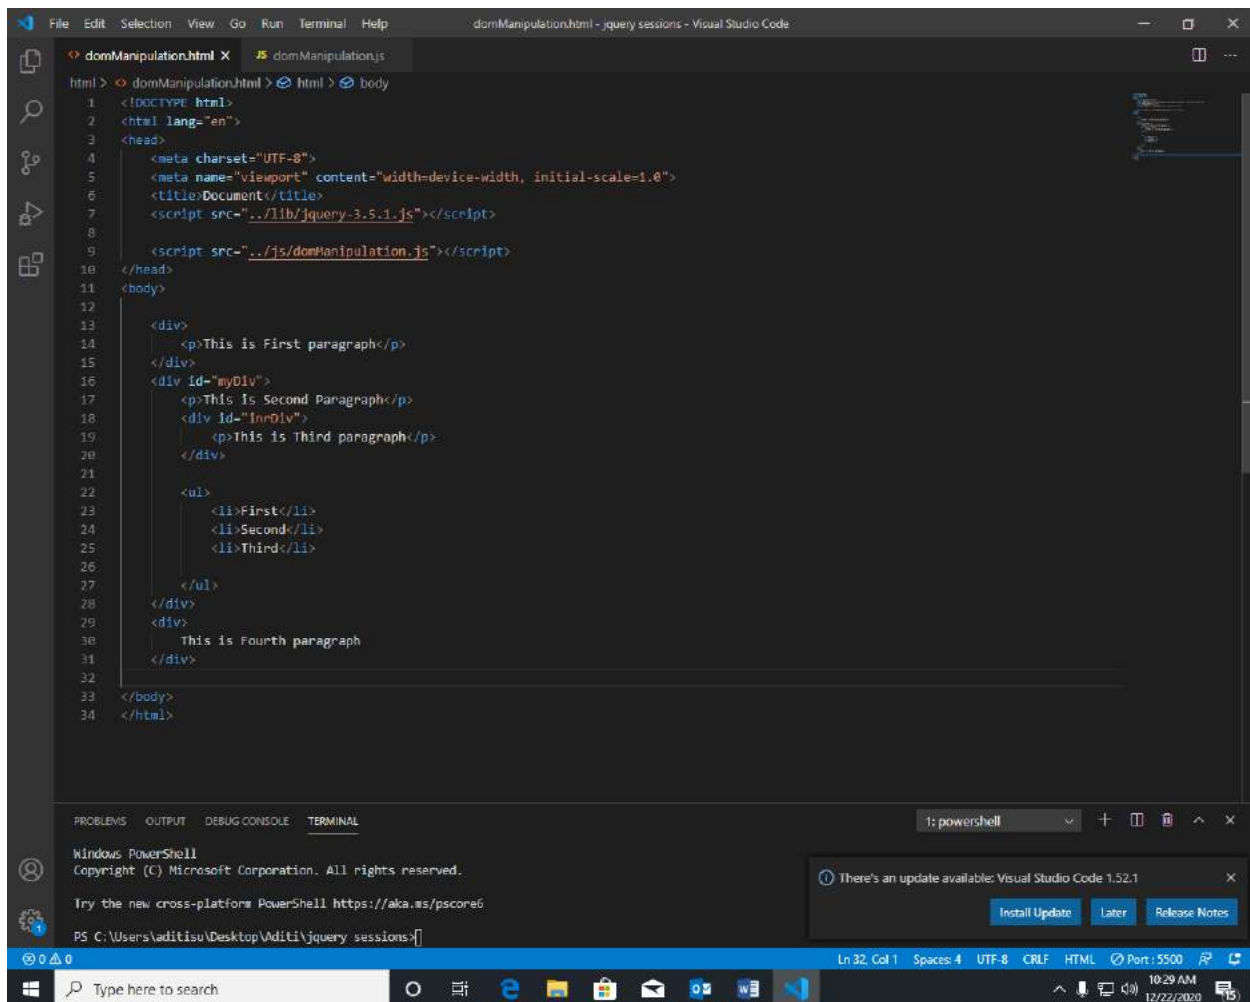 File Edit Selection View Go Run Terminal Help domManipulation.html - jquery sessions - Visual Studio Code
<> domManipulation.html X JS domManipulation.js
html > <> domManipulation.html > html > body
1 <!DOCTYPE html>
2 <html lang="en">
3 <head>
4 <meta charset="UTF-8">
5 <meta name="viewport" content="width=device-width, initial-scale=1.0">
6 <title>Document</title>
7 <script src="../lib/jquery-3.5.1.js"></script>
8
9 <script src="../js/domManipulation.js"></script>
10 </head>
11 <body>
12
13 <div>
14 <p>This is First paragraph</p>
15 </div>
16 <div id="myDiv">
17 <p>This is Second Paragraph</p>
18 <div id="inrDiv">
19 <p>This is Third paragraph</p>
20 </div>
21
22 <ul>
23 <li>First</li>
24 <li>Second</li>
25 <li>Third</li>
26
27 </ul>
28 </div>
29 <div>
30 This is Fourth paragraph
31 </div>
32
33 </body>
34 </html>
PROBLEMS OUTPUT DEBUG CONSOLE TERMINAL 1: powershell
Windows PowerShell
Copyright (C) Microsoft Corporation. All rights reserved.
Try the new cross-platform PowerShell https://aka.ms/pscore6
PS C:\Users\aditisu\Desktop\Aditi\jquery sessions>
There's an update available: Visual Studio Code 1.52.1
Install Update Later Release Notes
0 0 Ln 32, Col 1 Spaces: 4 UTF-8 CRLF HTML Port : 5500
Type here to search 10:29 AM
12/22/2020 15